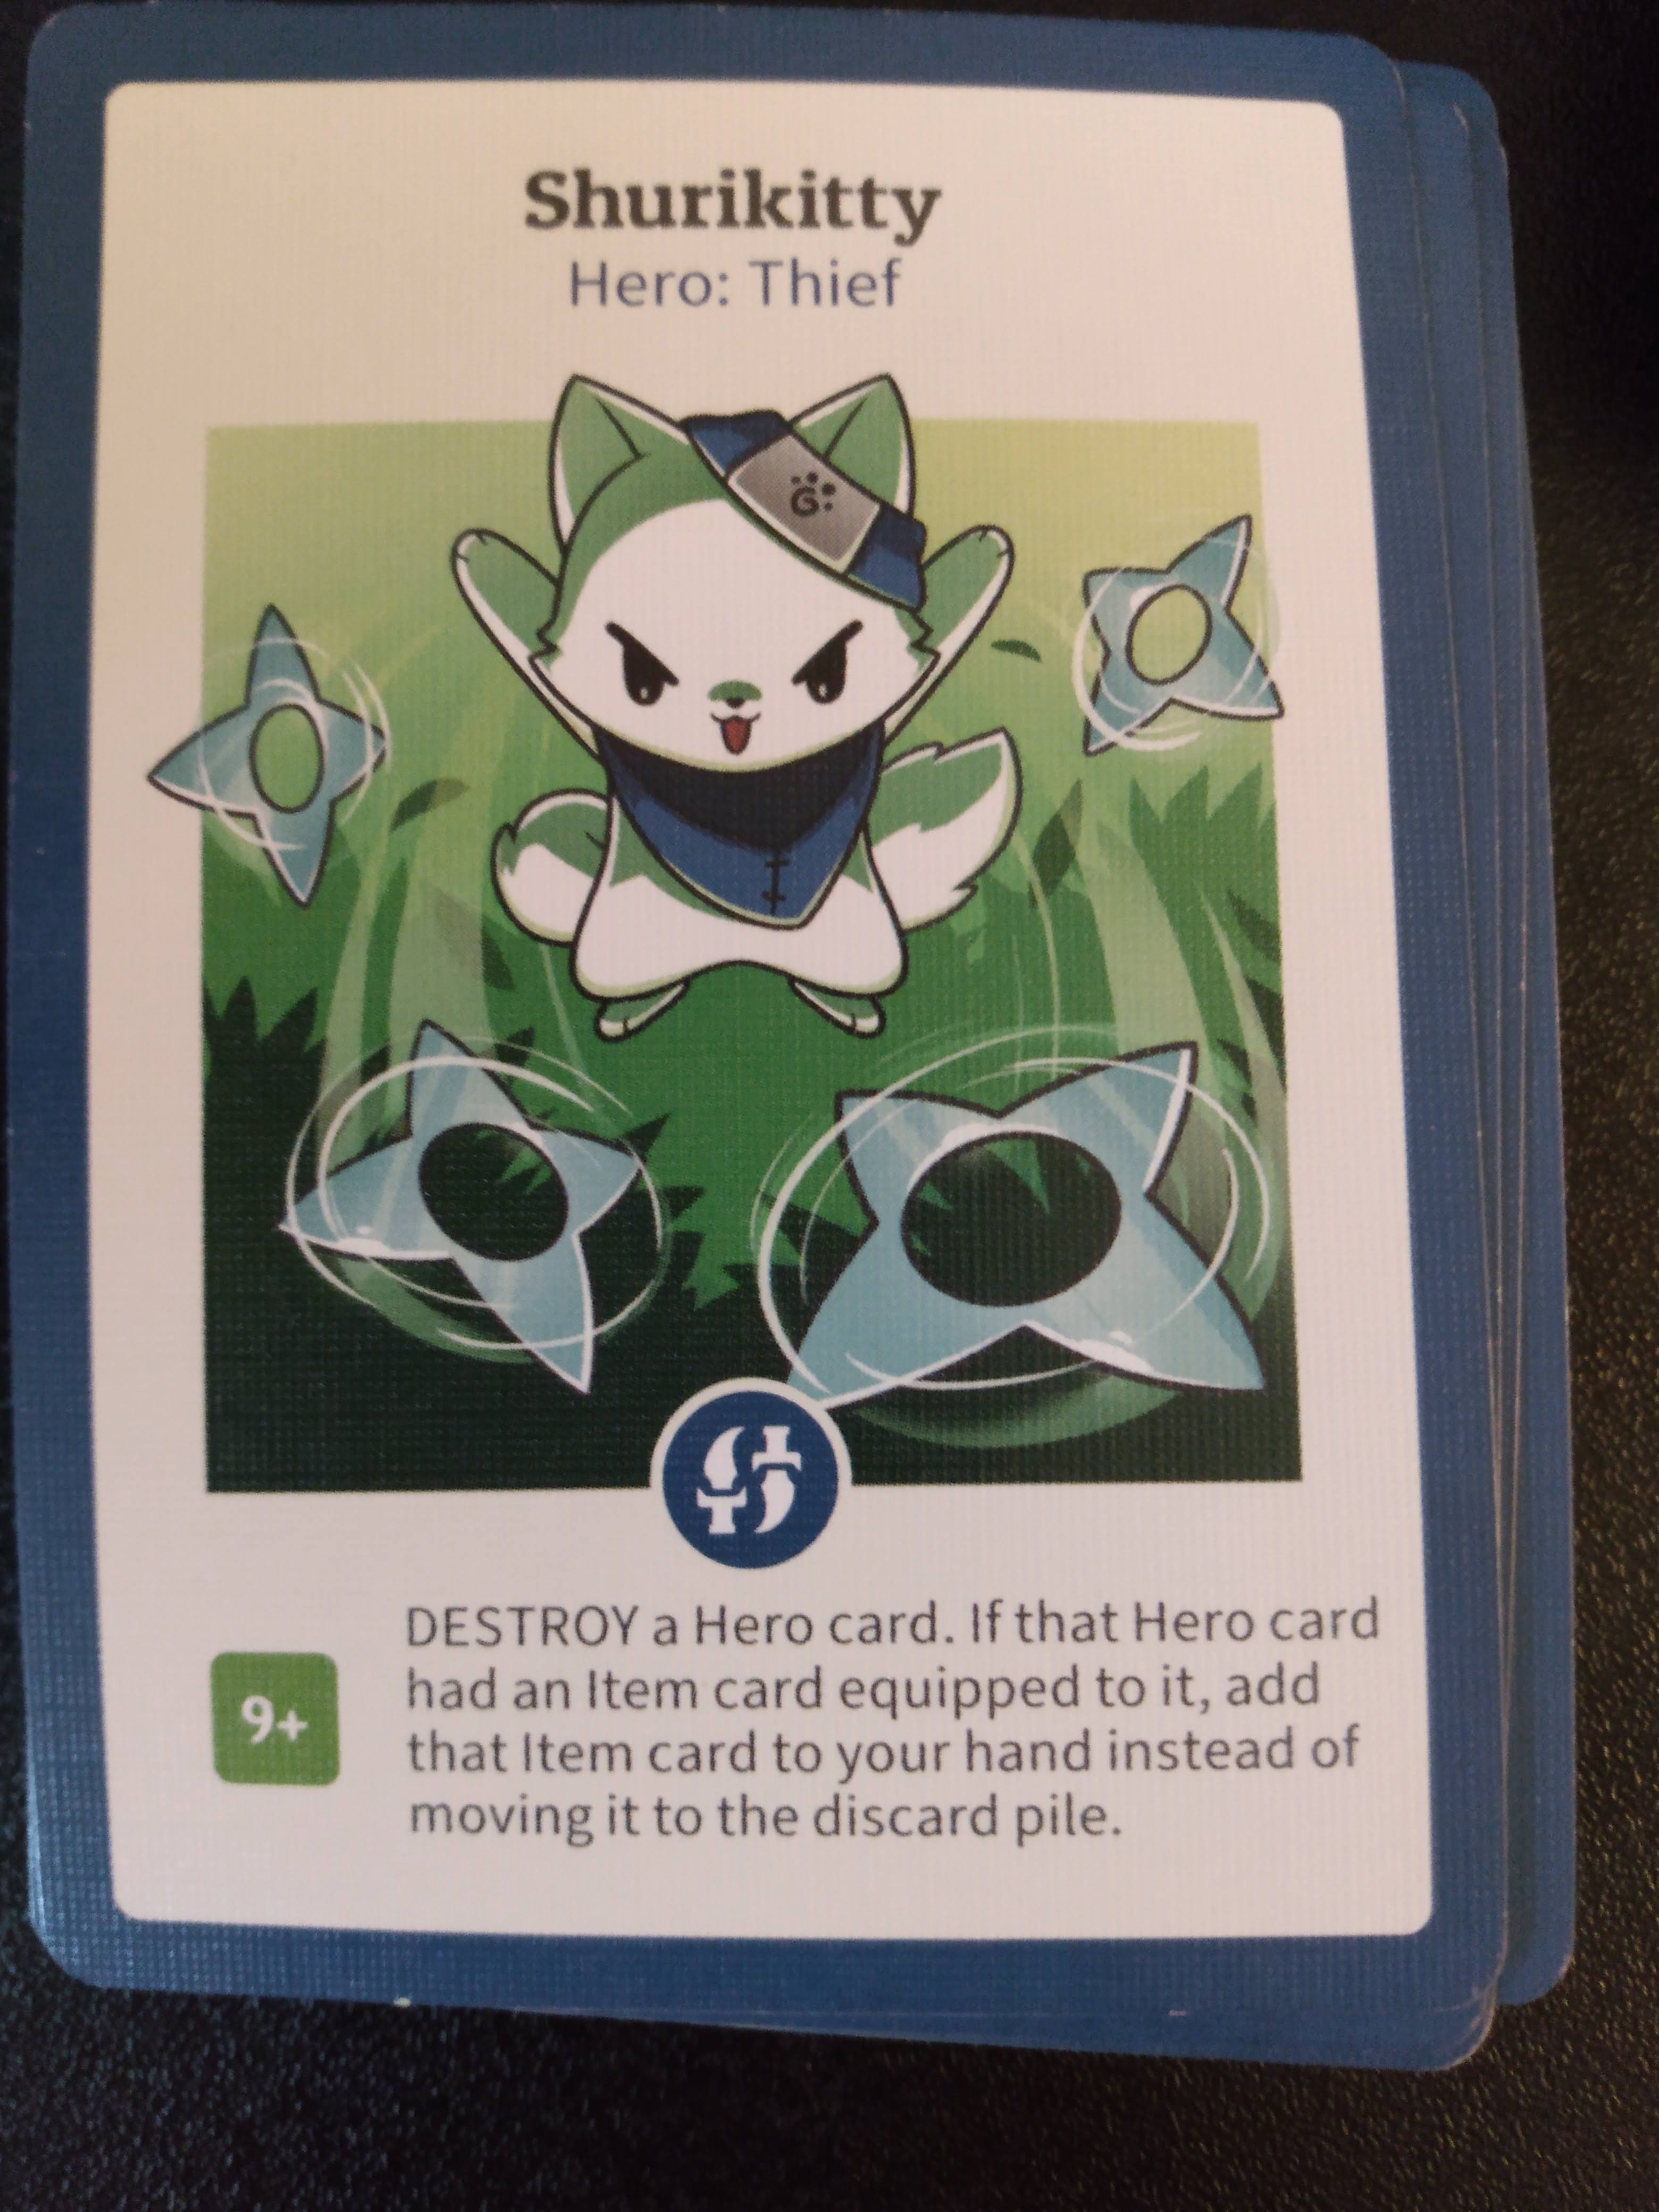 Shurikitty
Hero: Thief
9+
DESTROY a Hero card. If that Hero card
had an Item card equipped to it, add
that Item card to your hand instead of
moving it to the discard pile.